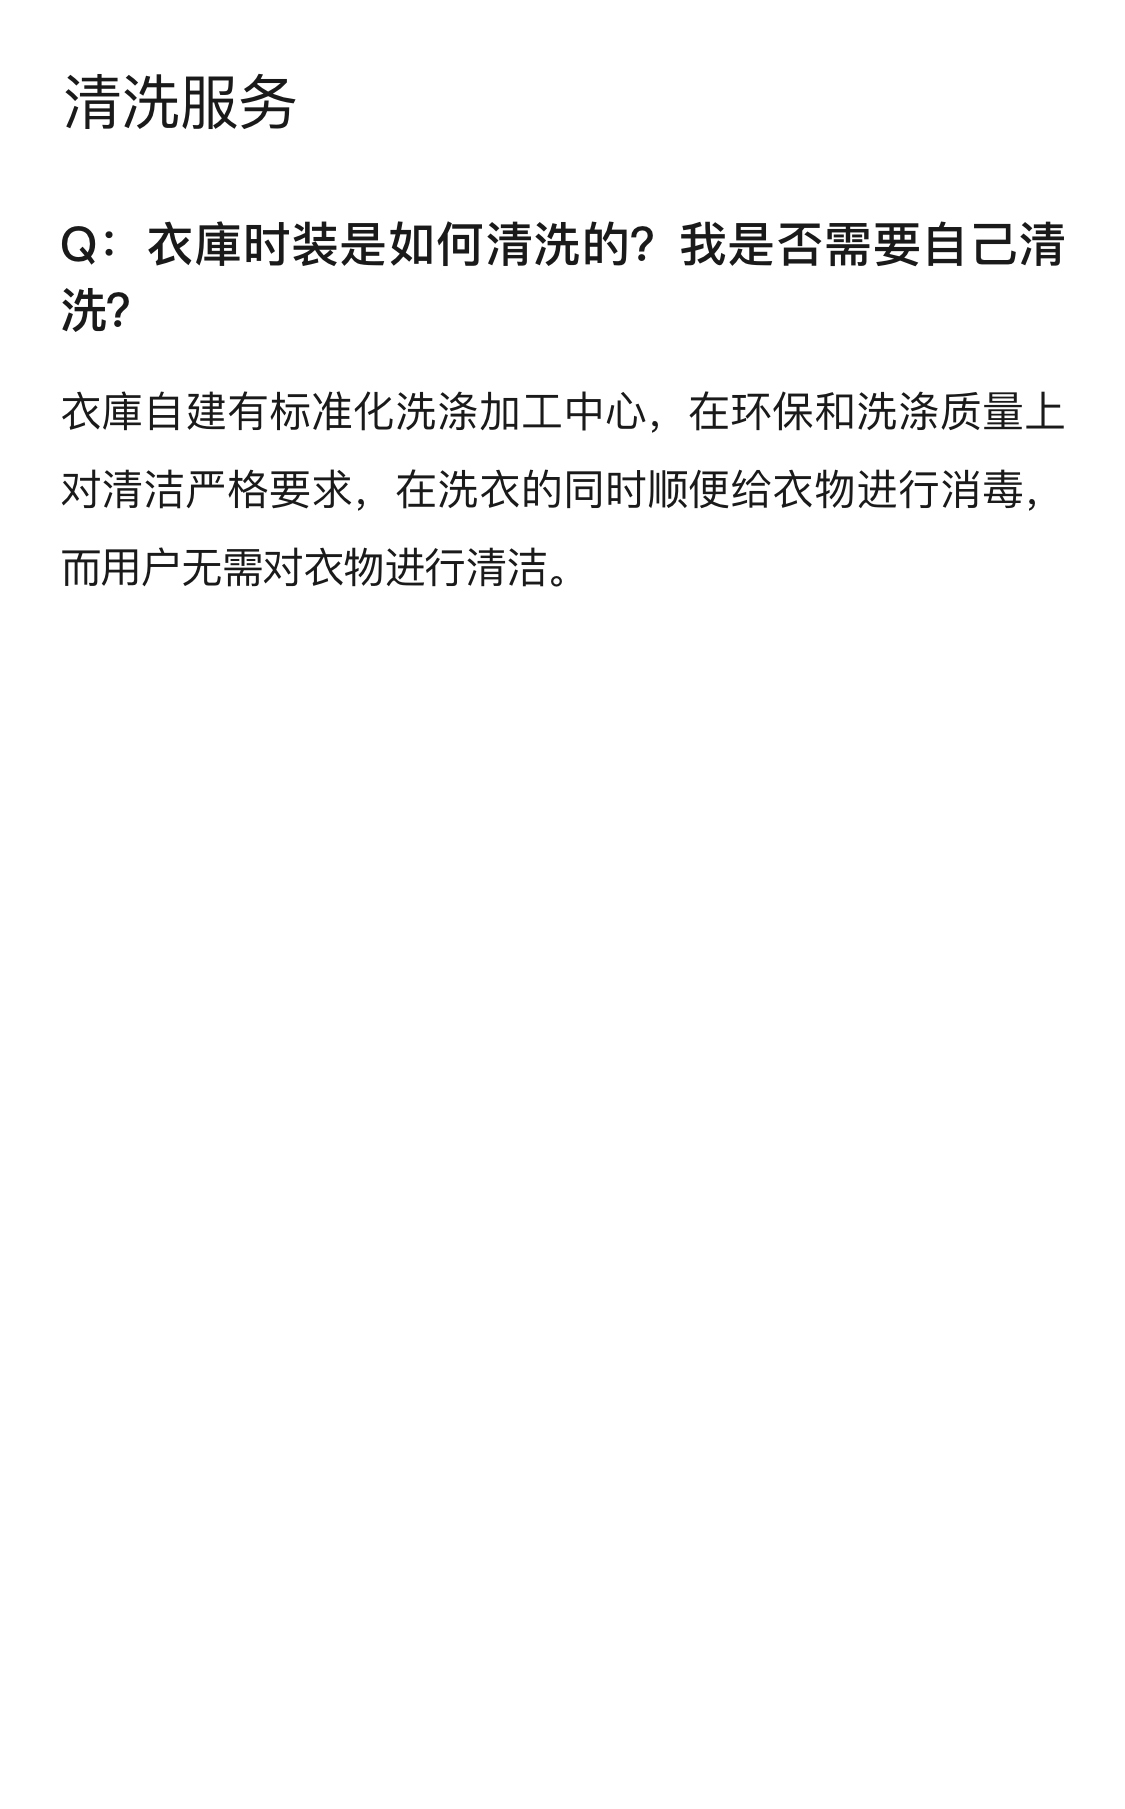 清洗服务
Q：衣庫时装是如何清洗的？我是否需要自己清
洗？
衣庫自建有标准化洗涤加工中心，在环保和洗涤质量上
对清洁严格要求，在洗衣的同时顺便给衣物进行消毒，
而用户无需对衣物进行清洁。